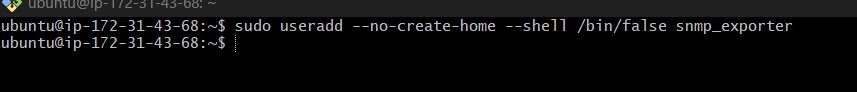 ubuntu@ip-172-31-43-68: ~
ubuntu@ip-172-31-43-68:~$ sudo useradd --no-create-home --shell /bin/false snmp_exporter
ubuntu@ip-172-31-43-68:~$